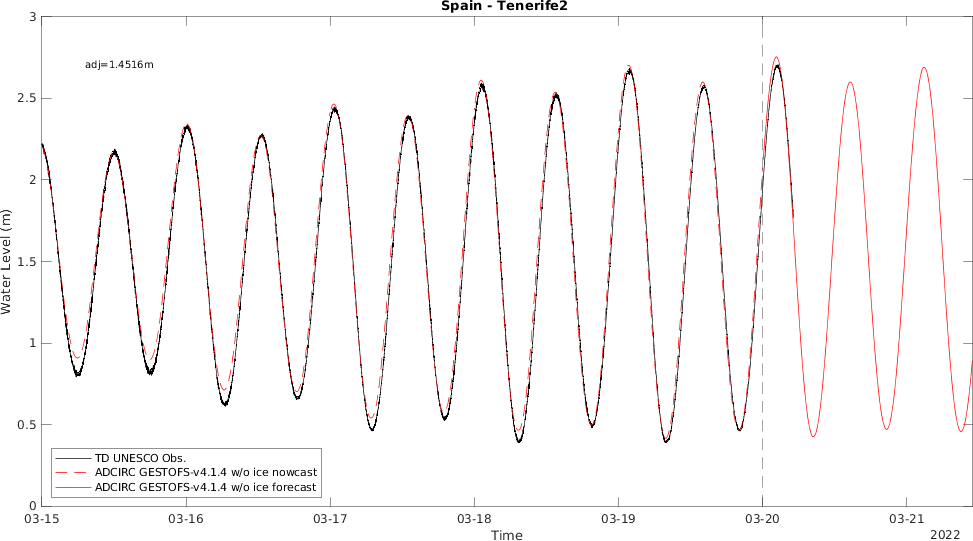 Spain - Tenerife2
adj=1.4516m
3
2.5
2
1.5
1
0.5
0
Water Level (m)
TD UNESCO Obs.
ADCIRC GESTOFS-v4.1.4 w/o ice nowcast
ADCIRC GESTOFS-v4.1.4 w/o ice forecast
03-15 03-16 03-17 03-18 03-19 03-20 03-21
Time
2022